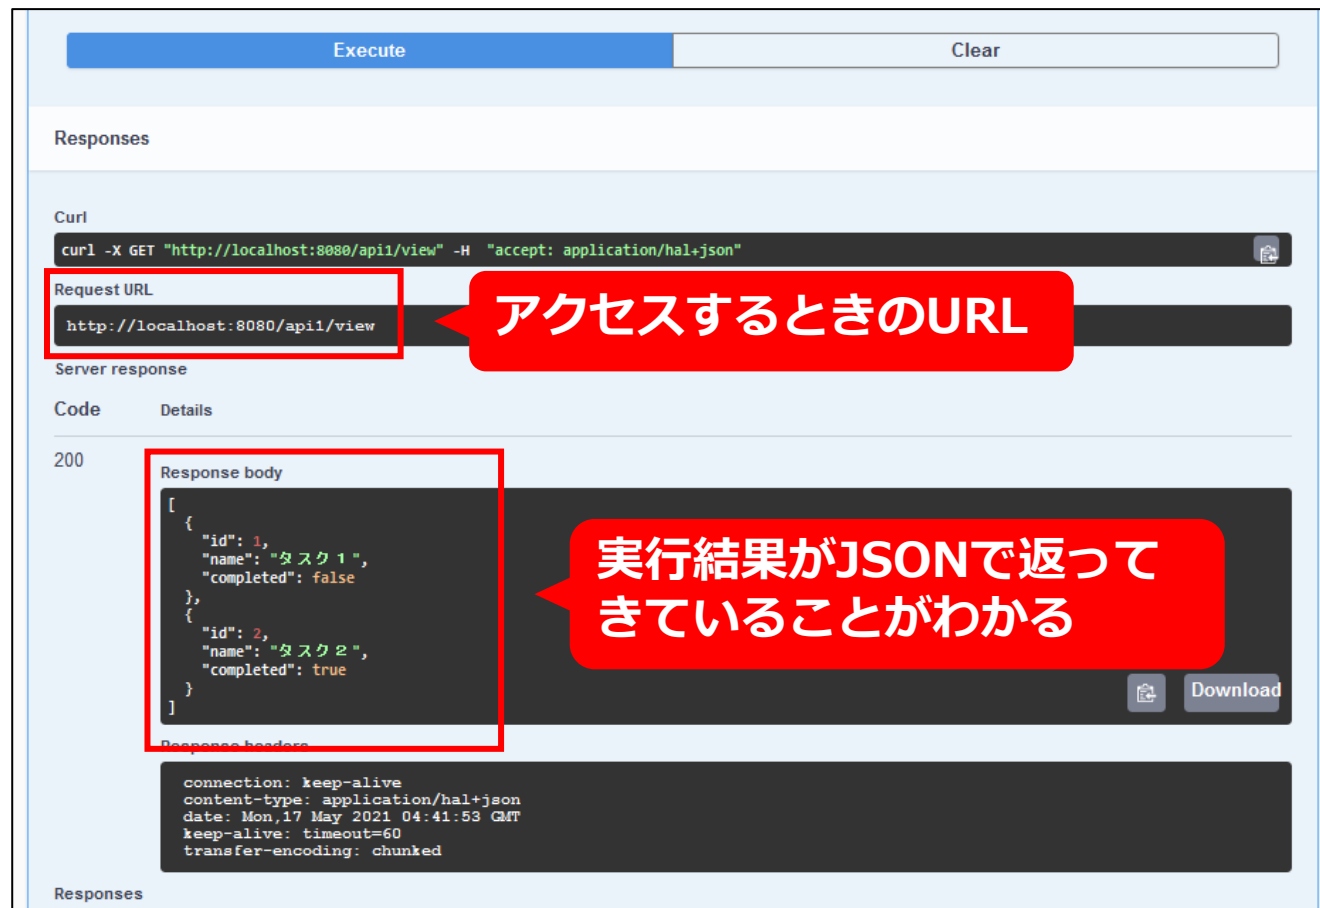 Execute
Clear
Responses
Curl
curl -X GET "http://localhost:8080/api1/view" -H  "accept: application/hal+json"
Request URL
http://localhost:8080/api1/view
アクセスするときのURL
Server response
Code
Details
200
Response body
[
  {
    "id": 1,
    "name": "タスク１",
    "completed": false
  },
  {
    "id": 2,
    "name": "タスク２",
    "completed": true
  }
]
実行結果がJSONで返って
きていることがわかる
Download
Response headers
connection: keep-alive
content-type: application/hal+json
date: Mon,17 May 2021 04:41:53 GMT
keep-alive: timeout=60
transfer-encoding: chunked
Responses